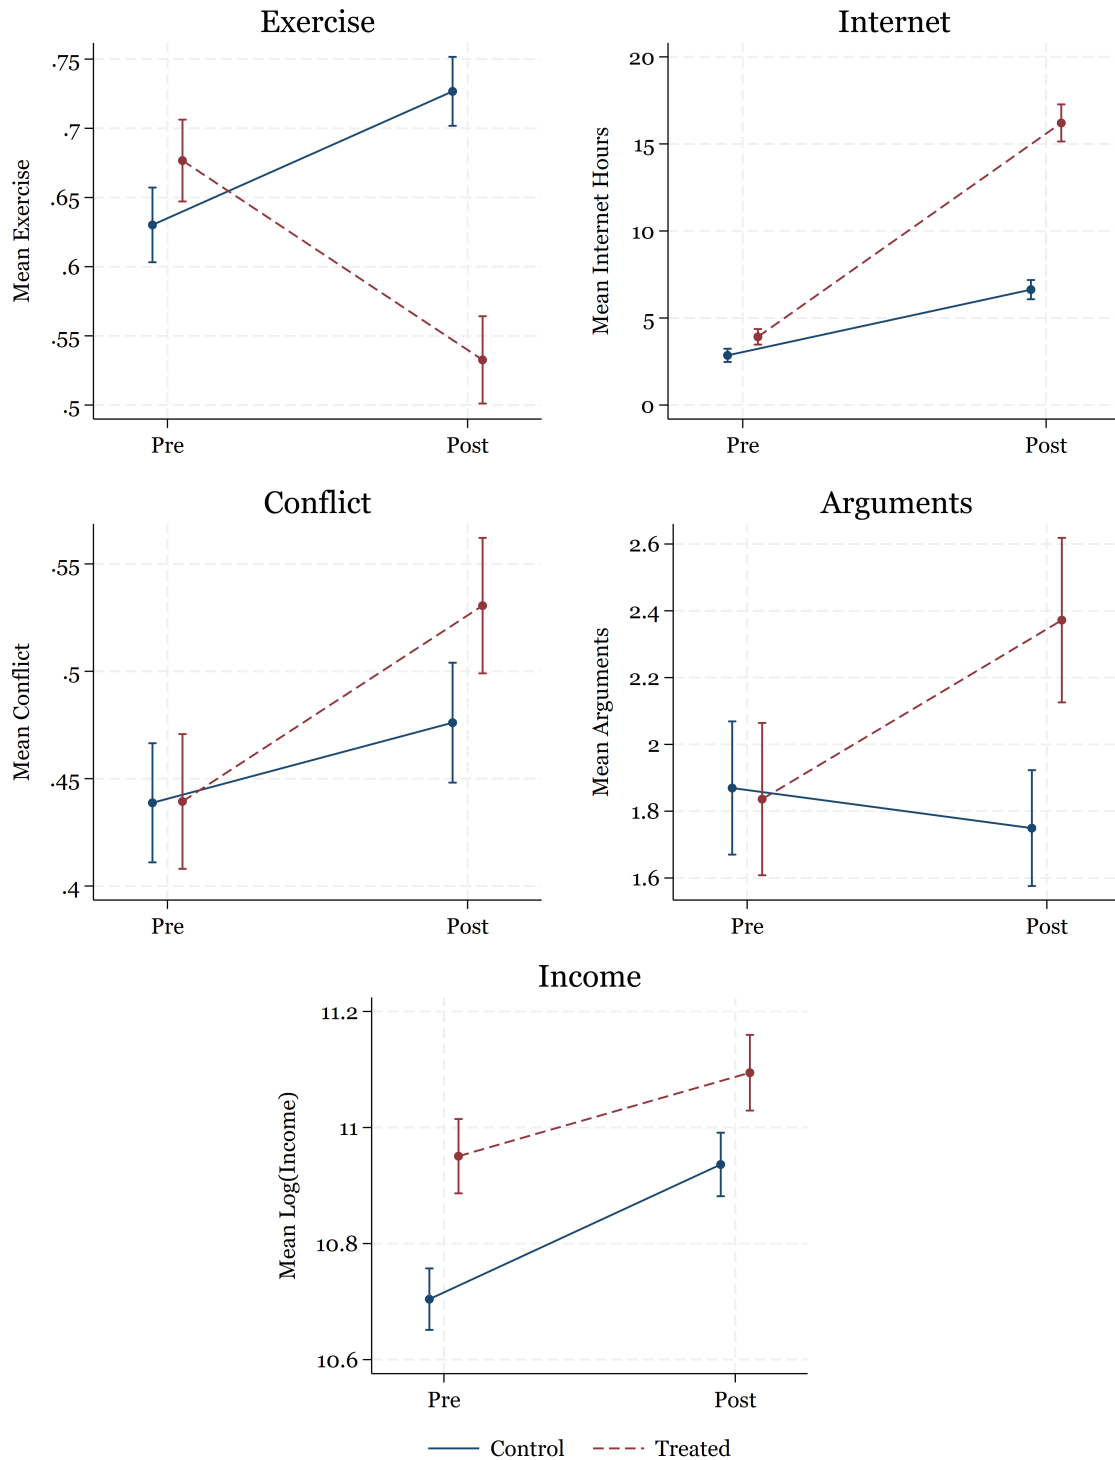 Exercise
Mean Exercise
.75
.7
.65
.6
.55
.5
Pre
Post
Internet
Mean Internet Hours
20
15
10
5
0
Pre
Post
Conflict
Mean Conflict
.55
.5
.45
.4
Pre
Post
Arguments
Mean Arguments
2.6
2.4
2.2
2
1.8
1.6
Pre
Post
Income
Mean Log(Income)
11.2
11
10.8
10.6
Pre
Post
Control
Treated